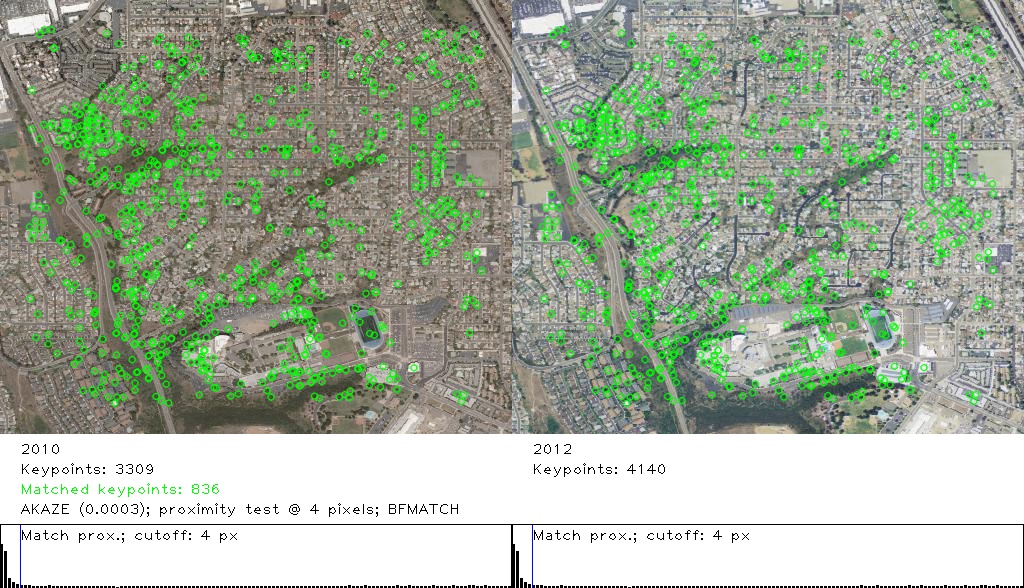 2010
Keypoints: 3309
Matched keypoints: 836
AKAZE (0.0003); proximity test @ 4 pixels; BFMATCH
2012
Keypoints: 4140
Match prox.; cutoff: 4 px
Match prox.; cutoff: 4 px